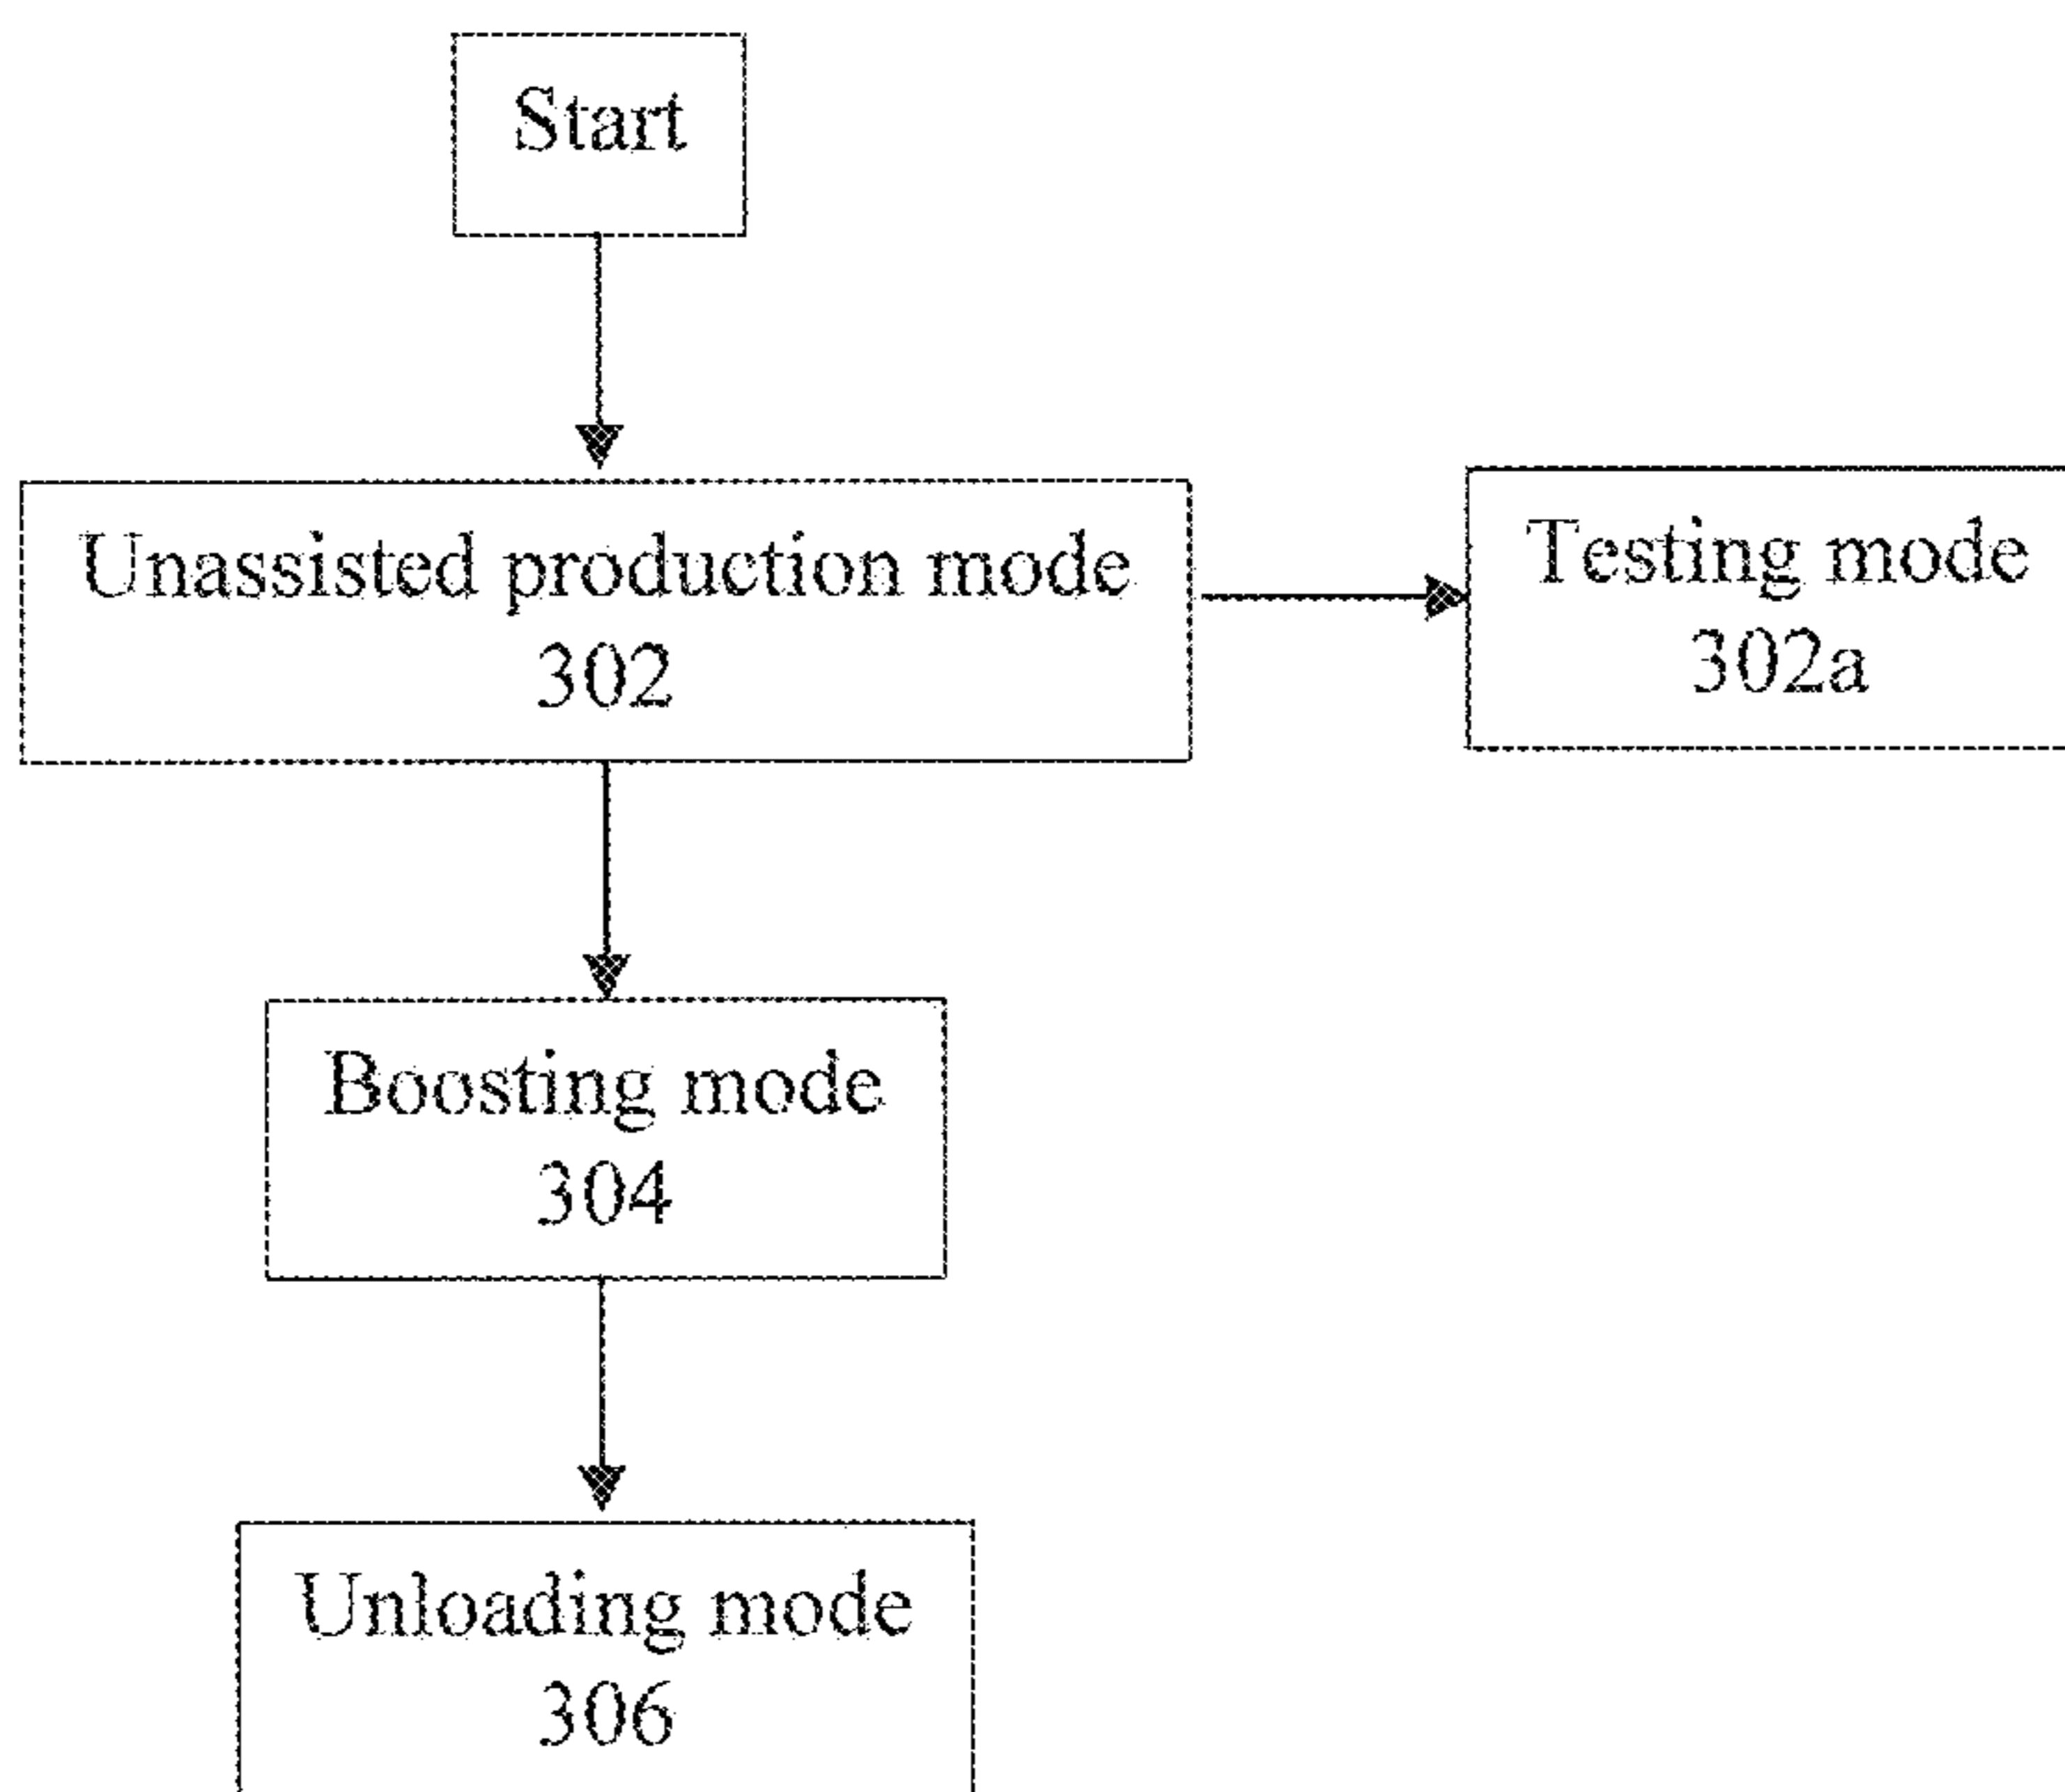 Start
Unassisted production mode
302
Testing mode
302a
Boosting mode
304
Unloading mode
306